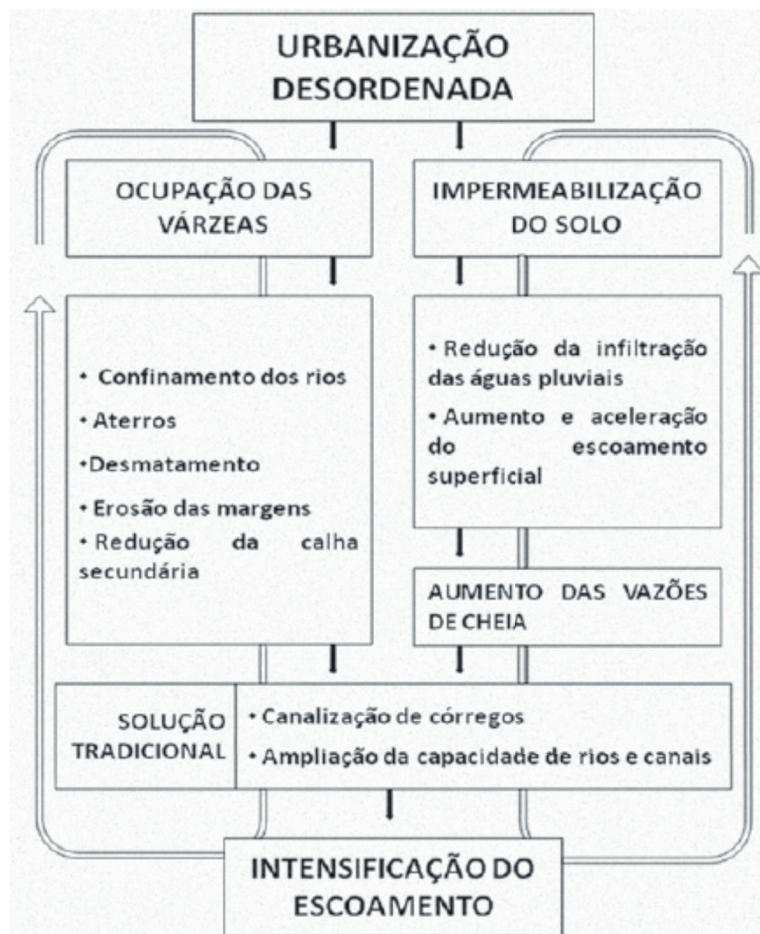 URBANIZAÇÃO
DESORDENADA
OCUPAÇÃO DAS
VÁRZEAS
• Confinamento dos rios
• Aterros
•Desmatamento
• Erosão das margens
• Redução da calha
secundária
IMPERMEABILIZAÇÃO
DO SOLO
• Redução da infiltração
das águas pluviais
• Aumento e aceleração
do escoamento
superficial
AUMENTO DAS VAZÕES
DE CHEIA
SOLUÇÃO
TRADICIONAL
• Canalização de córregos
• Ampliação da capacidade de rios e canais
INTENSIFICAÇÃO DO
ESCOAMENTO